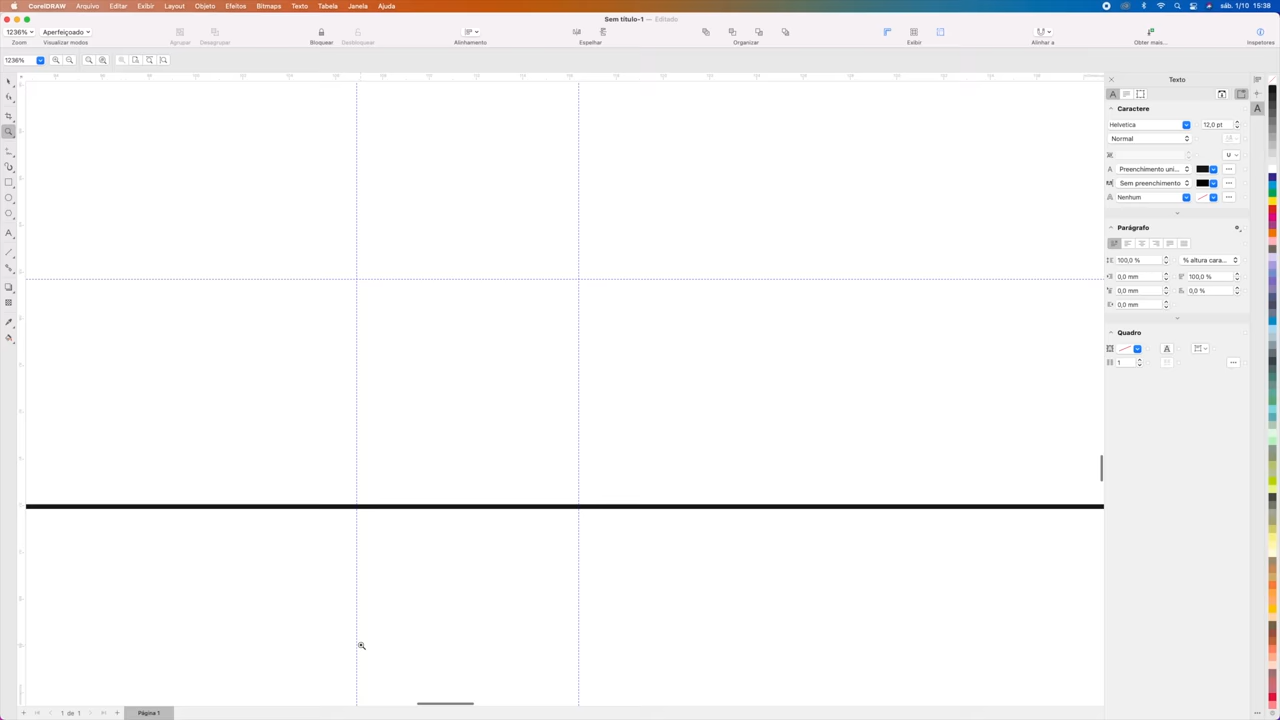 CorelDRAW Arquivo Editar Exibir Layout Objeto Efeitos Bitmaps Texto Tabela Janela Ajuda sáb. 1/10 15:38
Sem título-1 — Editado
1236% Aperfeiçoado
Zoom Visualizar modos Agrupar Desagrupar Bloquear Desbloquear Alinhamento Espelhar Organizar Exibir Alinhar a Obter mais... Inspetores
1236%
Texto
Caractere
Helvetica 12,0 pt
Normal
U
Preenchimento uni...
Sem preenchimento
Nenhum
Parágrafo
100,0 % % altura cara...
0,0 mm 100,0 %
0,0 mm 0,0 %
0,0 mm
Quadro
1
1 de 1 Página 1